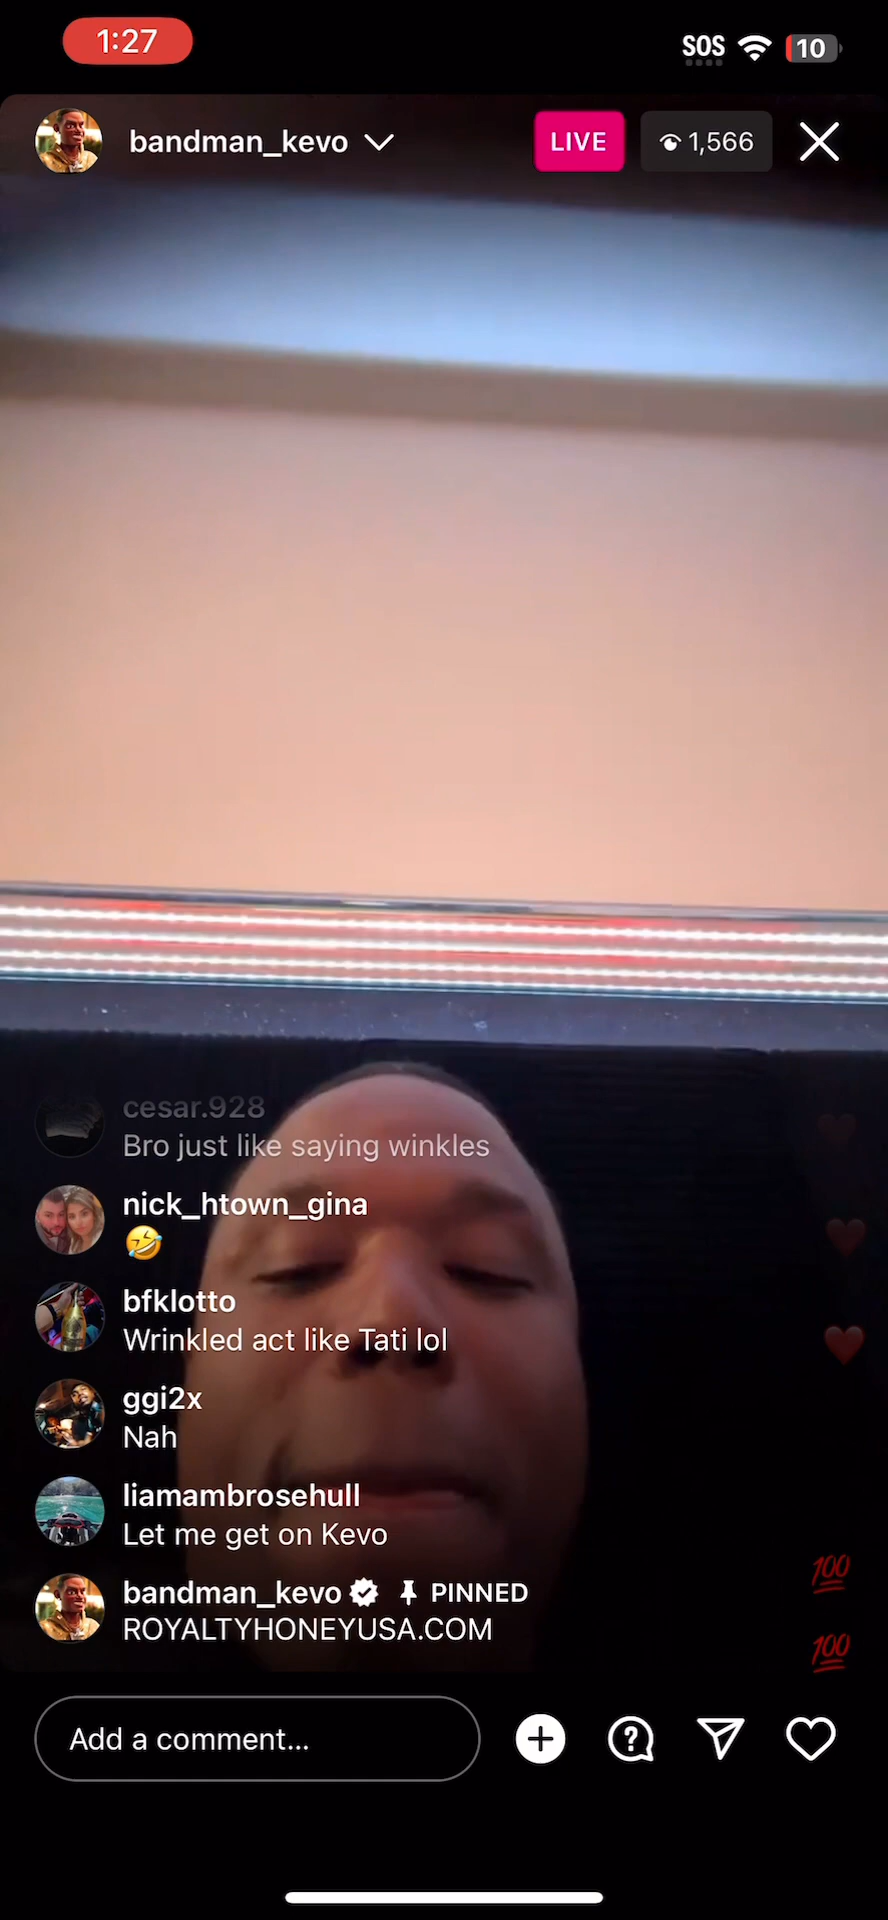 1:27
SOS
10
bandman_kevo
LIVE
1,566
cesar.928
Bro just like saying winkles
nick_htown_gina
🤣
bfklotto
Wrinkled act like Tati lol
ggi2x
Nah
liamambrosehull
Let me get on Kevo
bandman_kevo PINNED
ROYALTYHONEYUSA.COM
💯
💯
Add a comment...